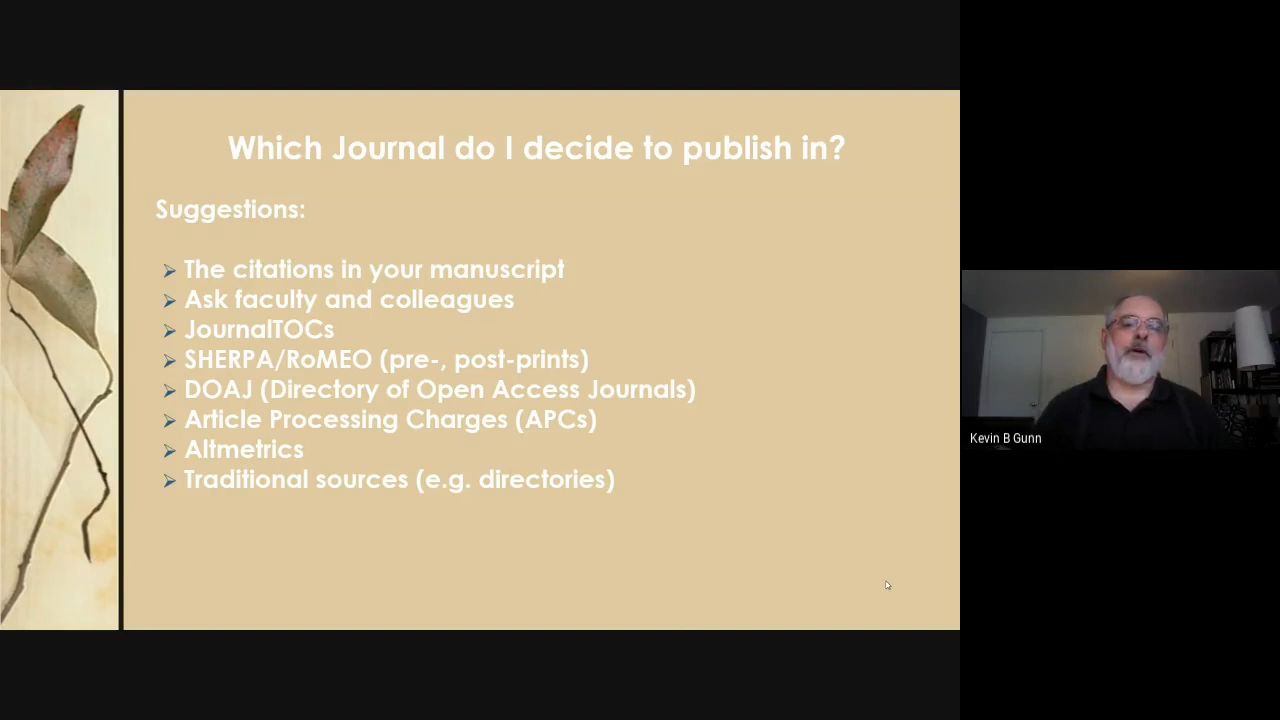 Which Journal do I decide to publish in?
Suggestions:
The citations in your manuscript
Ask faculty and colleagues
JournalTOCs
SHERPA/RoMEO (pre-, post-prints)
DOAJ (Directory of Open Access Journals)
Article Processing Charges (APCs)
Altmetrics
Traditional sources (e.g. directories)
Kevin B Gunn